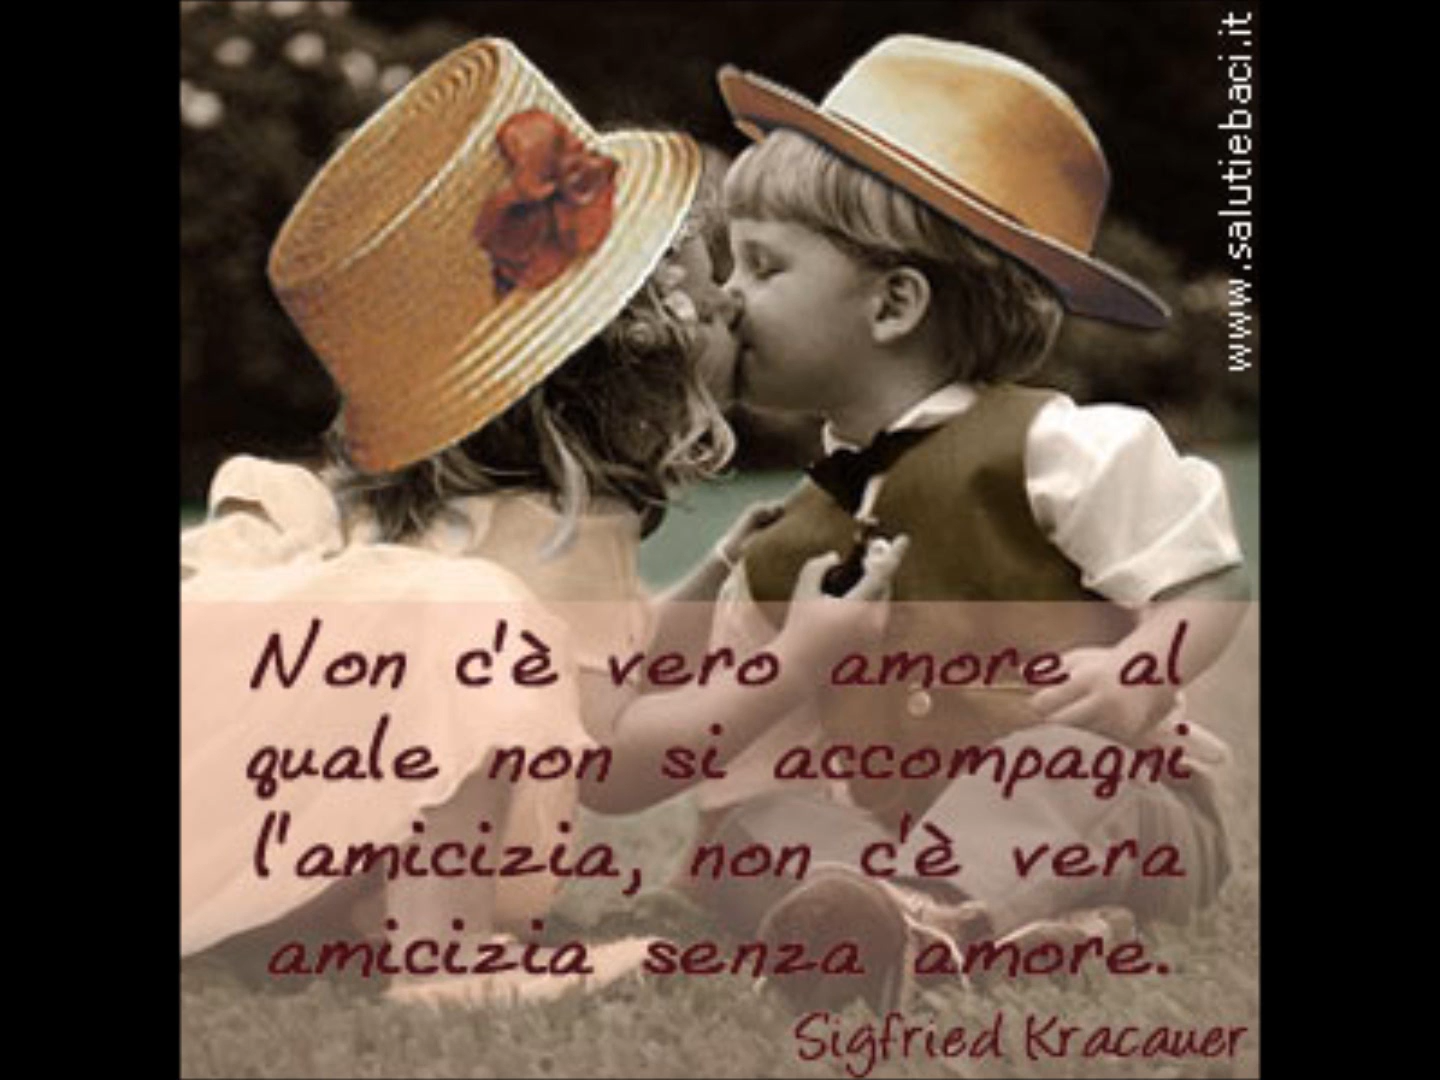 www.salutiebaci.it
Non c'è vero amore al
quale non si accompagni
l'amicizia, non c'è vera
amicizia senza amore.
Sigfried Kracauer